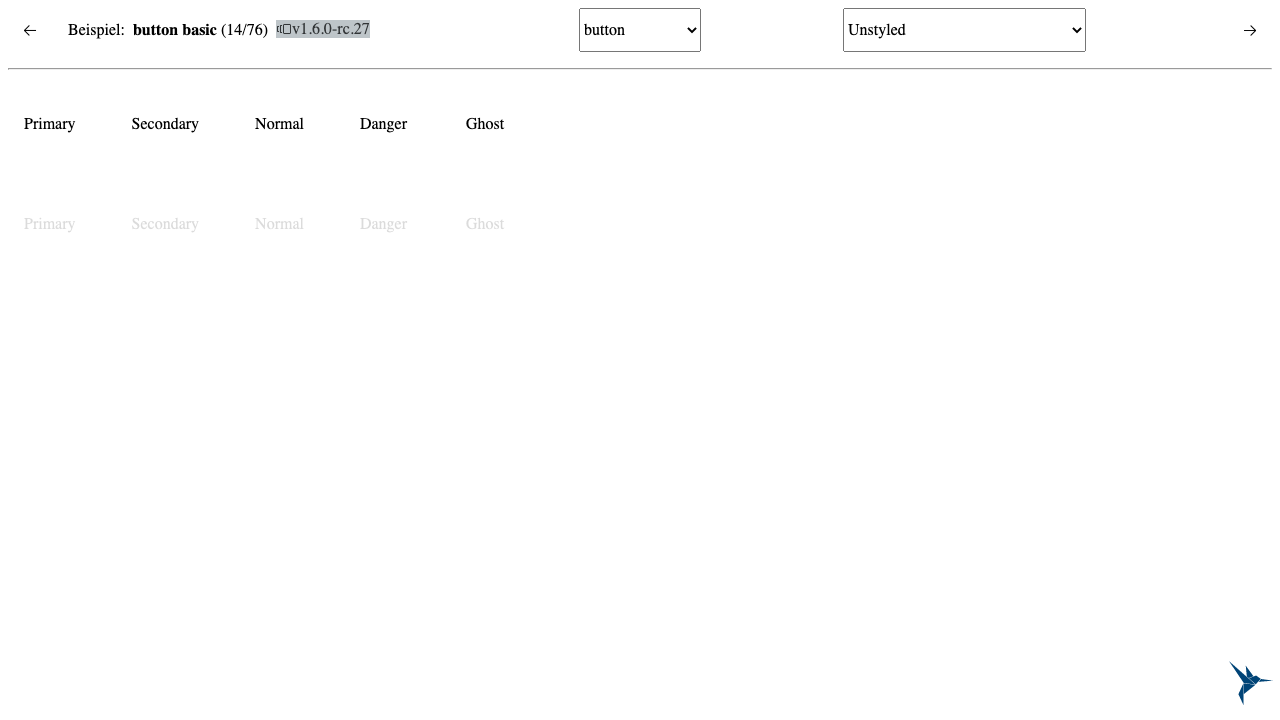 ← Beispiel: button basic (14/76) v1.6.0-rc.27 button Unstyled →
Primary Secondary Normal Danger Ghost
Primary Secondary Normal Danger Ghost